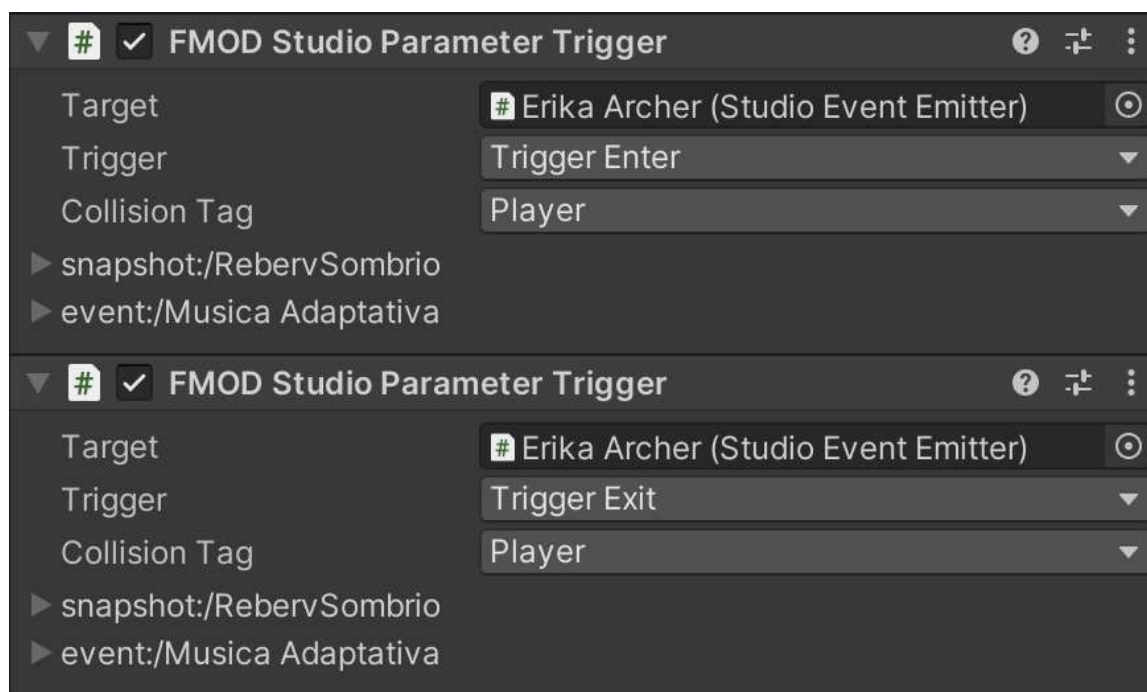 # FMOD Studio Parameter Trigger ?
Target # Erika Archer (Studio Event Emitter)
Trigger Trigger Enter
Collision Tag Player
snapshot:/RebervSombrio
event:/Musica Adaptativa
# FMOD Studio Parameter Trigger ?
Target # Erika Archer (Studio Event Emitter)
Trigger Trigger Exit
Collision Tag Player
snapshot:/RebervSombrio
event:/Musica Adaptativa